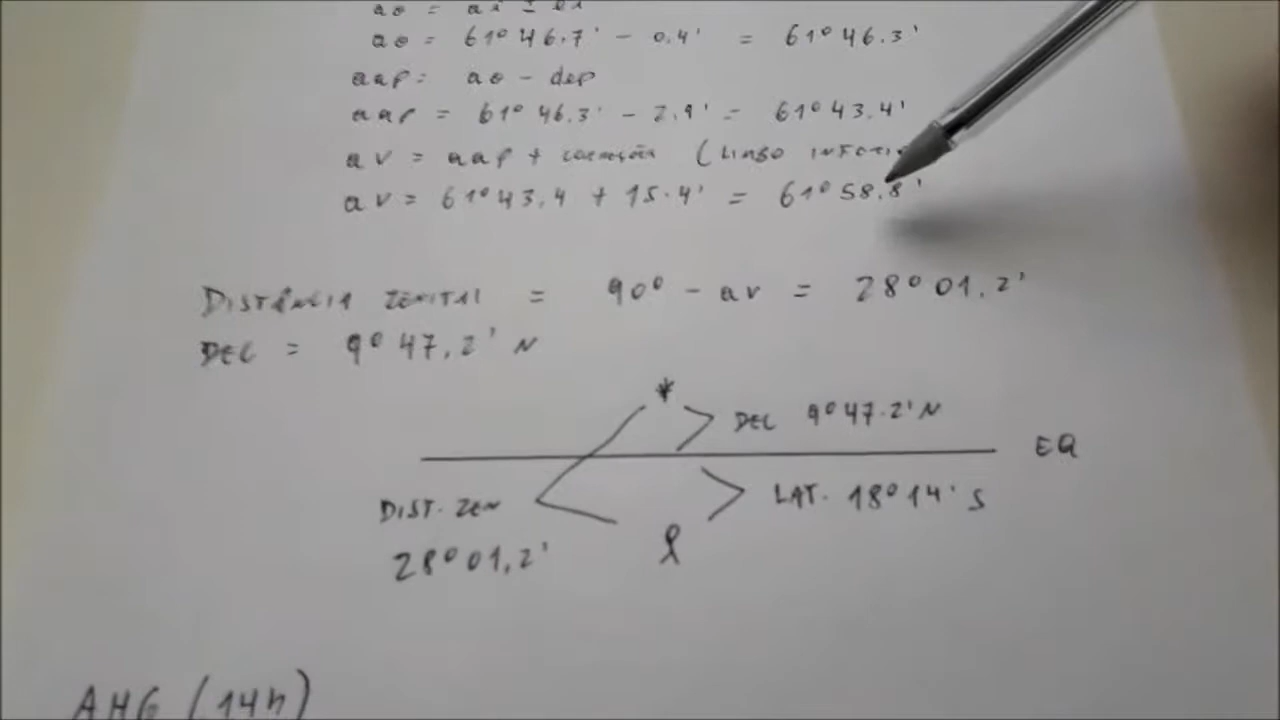 ao = ai ± ei
ao = 61° 46.7' - 0.4' = 61° 46.3'
aap = ao - dep
aap = 61° 46.3' - 2.9' = 61° 43.4'
av = aap + correção (LIMBO
av = 61° 43.4 + 15.4' = 61° 58.8'
DISTÂNCIA ZENITAL = 90° - av = 28° 01.2'
DEC = 9° 47.2' N
* DEC 9° 47.2' N
EQ
DIST. ZEN LAT. 18° 14' S
28° 01,2'
AHG (14h)